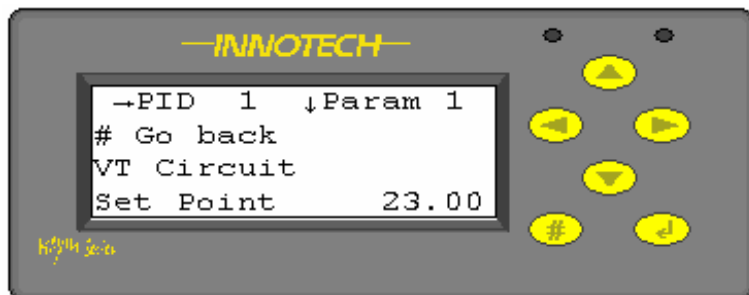 INNOTECH
→PID 1 ↓Param 1
# Go back
VT Circuit
Set Point 23.00
#